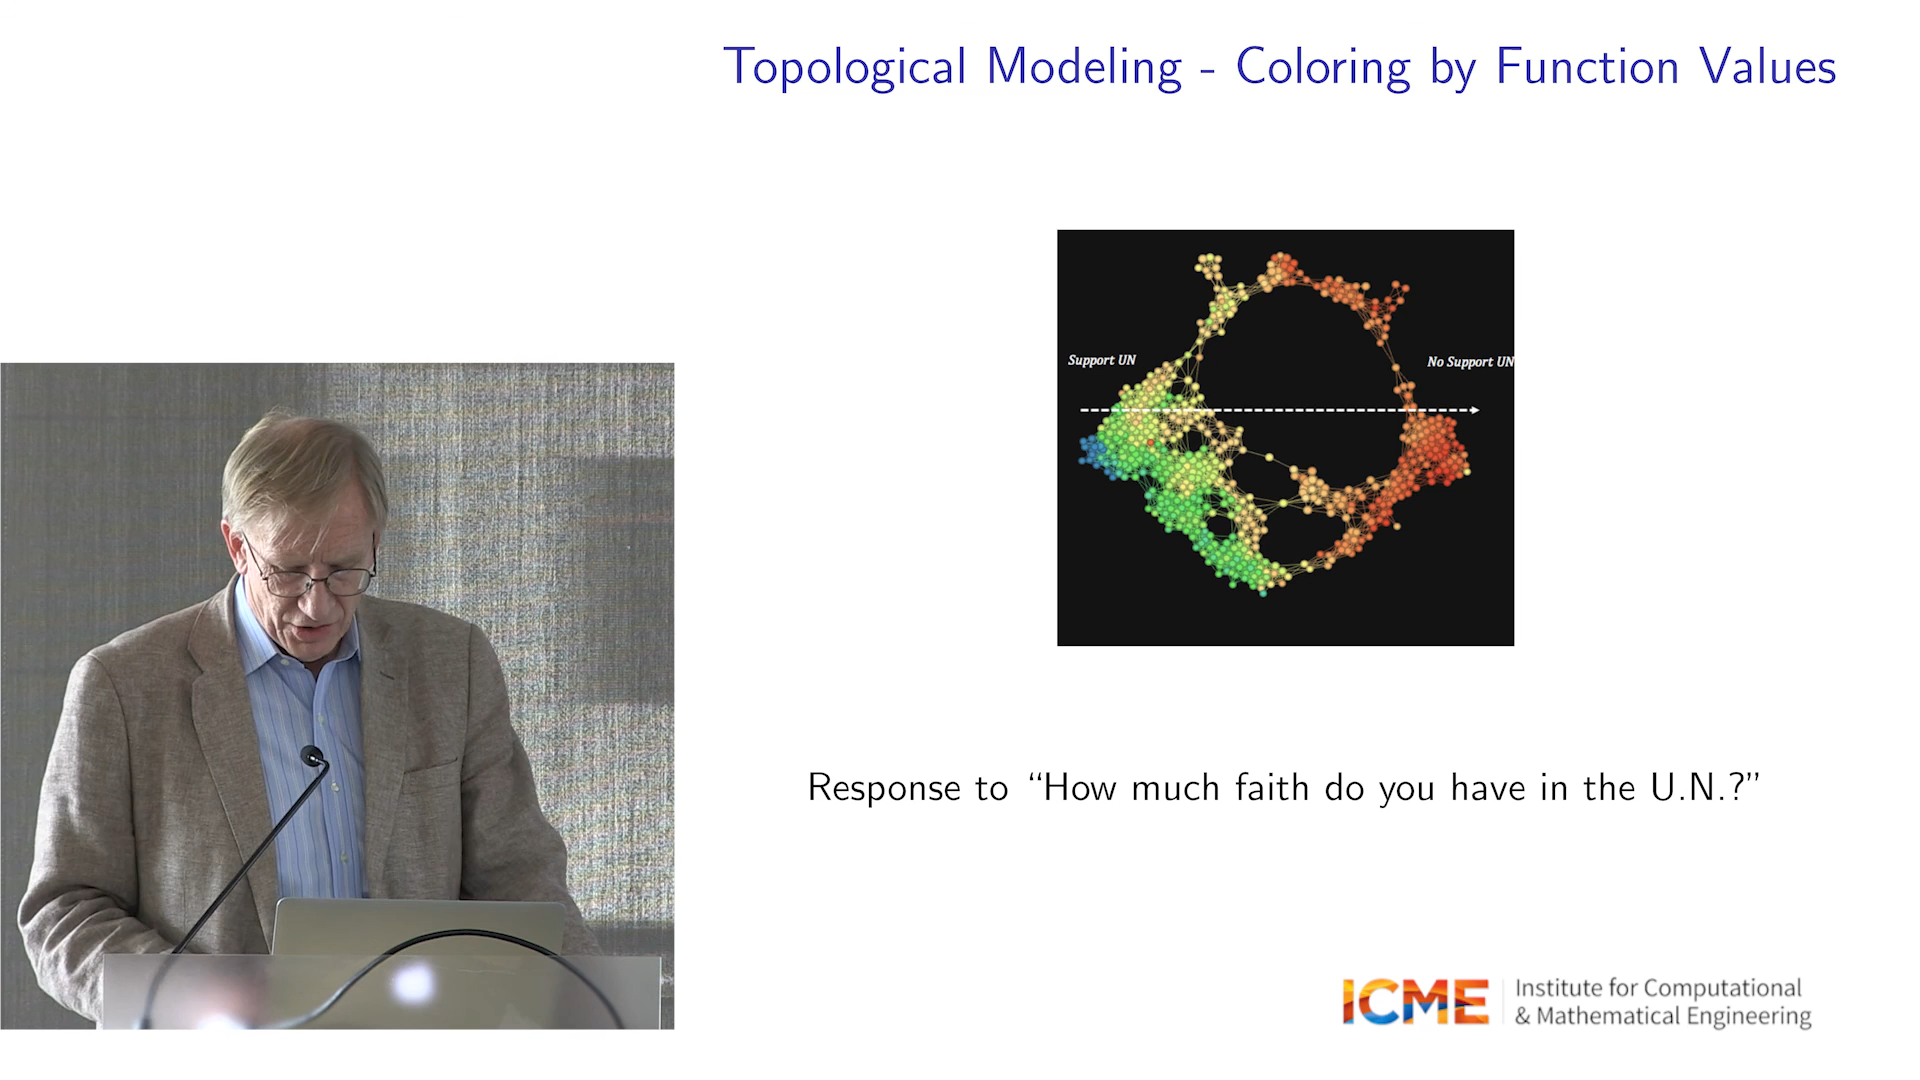 Topological Modeling - Coloring by Function Values
Support UN
No Support UN
Response to “How much faith do you have in the U.N.?”
ICME
Institute for Computational
& Mathematical Engineering